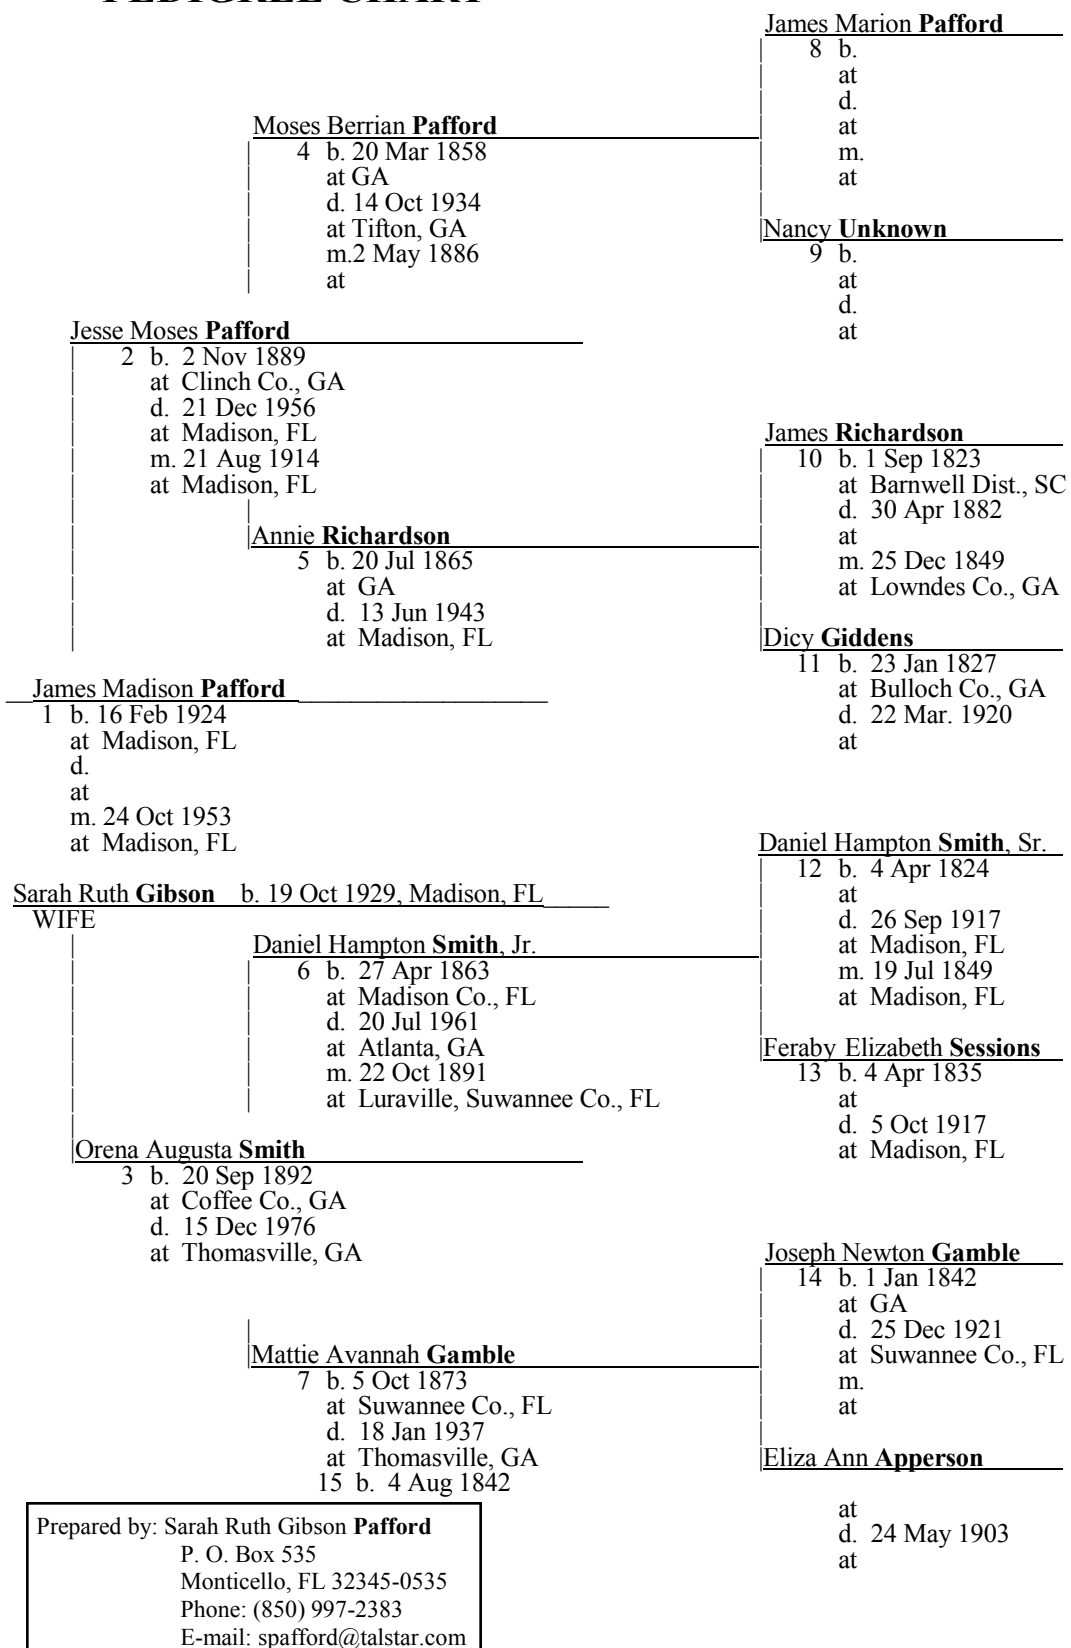 PEDIGREE CHART
James Marion Pafford
8 b.
at
d.
at
m.
at
Moses Berrian Pafford
4 b. 20 Mar 1858
at GA
d. 14 Oct 1934
at Tifton, GA
m.2 May 1886
at
Nancy Unknown
9 b.
at
d.
at
Jesse Moses Pafford
2 b. 2 Nov 1889
at Clinch Co., GA
d. 21 Dec 1956
at Madison, FL
m. 21 Aug 1914
at Madison, FL
James Richardson
10 b. 1 Sep 1823
at Barnwell Dist., SC
d. 30 Apr 1882
at
m. 25 Dec 1849
at Lowndes Co., GA
Annie Richardson
5 b. 20 Jul 1865
at GA
d. 13 Jun 1943
at Madison, FL
Dicy Giddens
11 b. 23 Jan 1827
at Bulloch Co., GA
d. 22 Mar. 1920
at
James Madison Pafford
1 b. 16 Feb 1924
at Madison, FL
d.
at
m. 24 Oct 1953
at Madison, FL
Sarah Ruth Gibson b. 19 Oct 1929, Madison, FL
WIFE
Daniel Hampton Smith, Sr.
12 b. 4 Apr 1824
at
d. 26 Sep 1917
at Madison, FL
m. 19 Jul 1849
at Madison, FL
Daniel Hampton Smith, Jr.
6 b. 27 Apr 1863
at Madison Co., FL
d. 20 Jul 1961
at Atlanta, GA
m. 22 Oct 1891
at Luraville, Suwannee Co., FL
Feraby Elizabeth Sessions
13 b. 4 Apr 1835
at
d. 5 Oct 1917
at Madison, FL
Orena Augusta Smith
3 b. 20 Sep 1892
at Coffee Co., GA
d. 15 Dec 1976
at Thomasville, GA
Joseph Newton Gamble
14 b. 1 Jan 1842
at GA
d. 25 Dec 1921
at Suwannee Co., FL
m.
at
Mattie Avannah Gamble
7 b. 5 Oct 1873
at Suwannee Co., FL
d. 18 Jan 1937
at Thomasville, GA
15 b. 4 Aug 1842
Eliza Ann Apperson
at
d. 24 May 1903
at
Prepared by: Sarah Ruth Gibson Pafford
P. O. Box 535
Monticello, FL 32345-0535
Phone: (850) 997-2383
E-mail: spafford@talstar.com